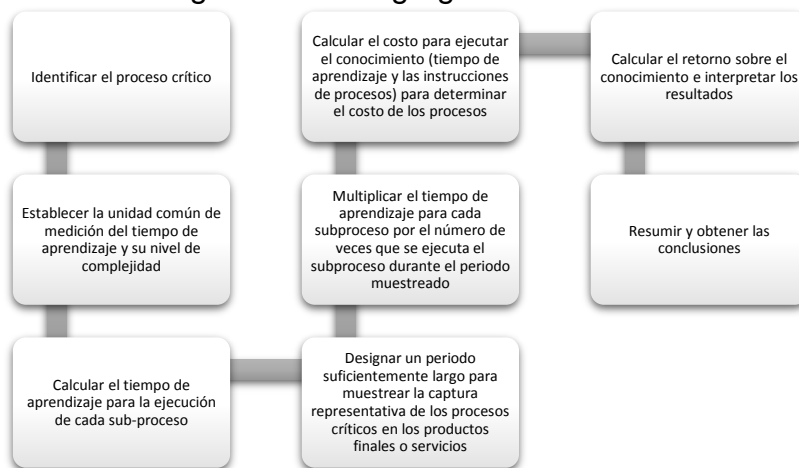 Identificar el proceso crítico
Establecer la unidad común de
medición del tiempo de
aprendizaje y su nivel de
complejidad
Calcular el tiempo de
aprendizaje para la ejecución
de cada sub-proceso
Designar un periodo
suficientemente largo para
muestrear la captura
representativa de los procesos
críticos en los productos
finales o servicios
Multiplicar el tiempo de
aprendizaje para cada
subproceso por el número de
veces que se ejecuta el
subproceso durante el periodo
muestreado
Calcular el costo para ejecutar
el conocimiento (tiempo de
aprendizaje y las instrucciones
de procesos) para determinar
el costo de los procesos
Calcular el retorno sobre el
conocimiento e interpretar los
resultados
Resumir y obtener las
conclusiones